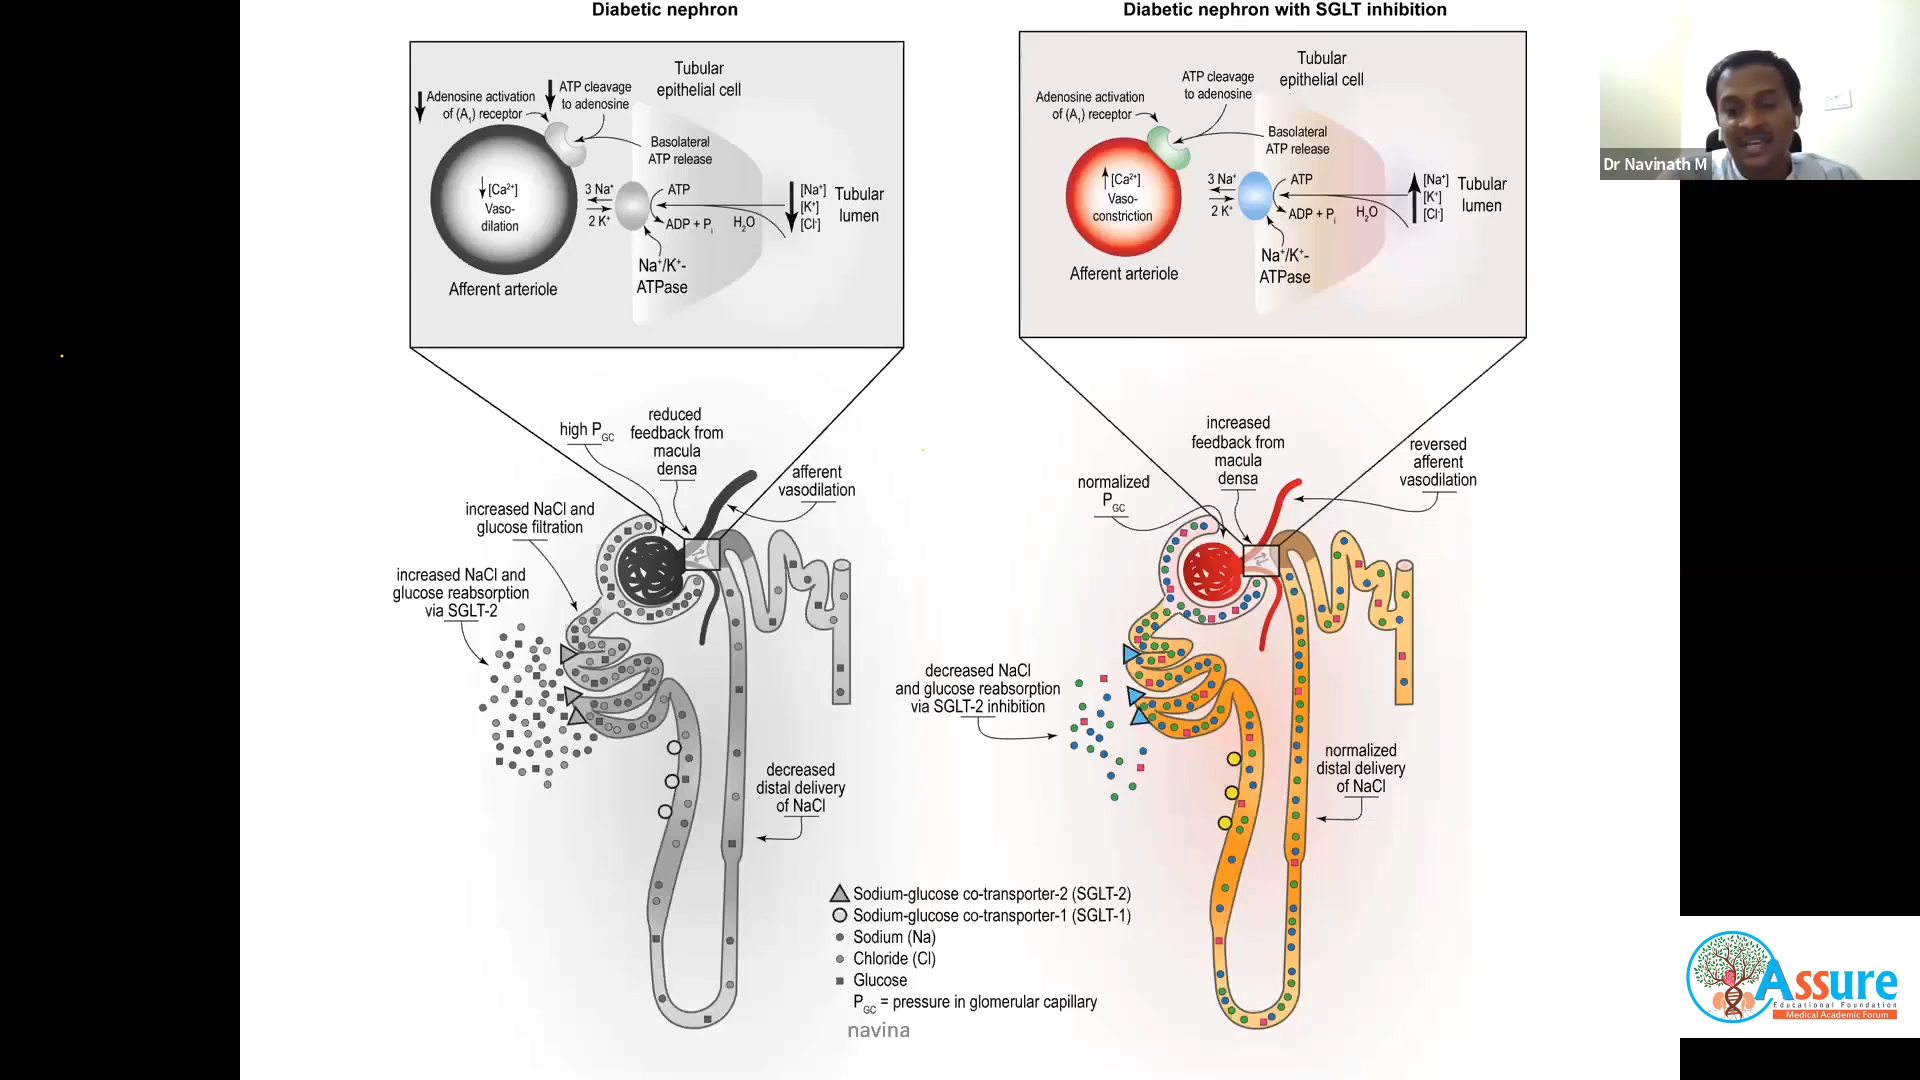 Diabetic nephron
↓ Adenosine activation
of (A₁) receptor
↓ ATP cleavage
to adenosine
Tubular
epithelial cell
Basolateral
ATP release
↓ [Ca²⁺]
Vaso-
dilation
3 Na⁺
2 K⁺
ATP
ADP + Pᵢ
H₂O
↓ [Na⁺]
[K⁺]
[Cl⁻]
Tubular
lumen
Na⁺/K⁺-
ATPase
Afferent arteriole
high P_GC
reduced
feedback from
macula
densa
afferent
vasodilation
increased NaCl and
glucose filtration
increased NaCl and
glucose reabsorption
via SGLT-2
decreased
distal delivery
of NaCl
Diabetic nephron with SGLT inhibition
Adenosine activation
of (A₁) receptor
ATP cleavage
to adenosine
Tubular
epithelial cell
Basolateral
ATP release
↑ [Ca²⁺]
Vaso-
constriction
3 Na⁺
2 K⁺
ATP
ADP + Pᵢ
H₂O
↑ [Na⁺]
[K⁺]
[Cl⁻]
Tubular
lumen
Na⁺/K⁺-
ATPase
Afferent arteriole
normalized
P_GC
increased
feedback from
macula
densa
reversed
afferent
vasodilation
decreased NaCl
and glucose reabsorption
via SGLT-2 inhibition
normalized
distal delivery
of NaCl
Sodium-glucose co-transporter-2 (SGLT-2)
Sodium-glucose co-transporter-1 (SGLT-1)
Sodium (Na)
Chloride (Cl)
Glucose
P_GC = pressure in glomerular capillary
navina
Dr Navinath M
Assure
Educational Foundation
Medical Academic Forum